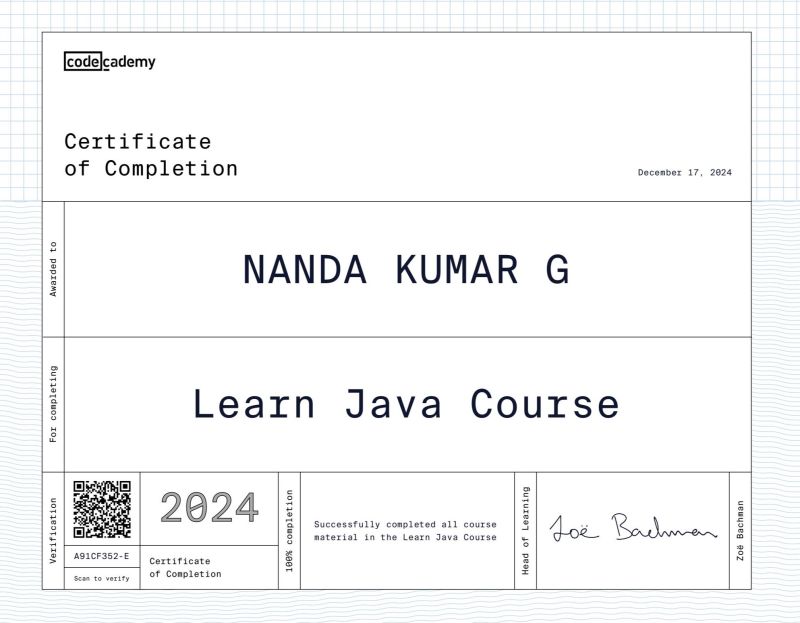 codecademy
Certificate
of Completion
December 17, 2024
Awarded to
NANDA KUMAR G
For completing
Learn Java Course
Verification
A91CF352-E
Scan to verify
2024
Certificate
of Completion
100% completion
Successfully completed all course
material in the Learn Java Course
Head of Learning
Zoë Bachman
Zoë Bachman